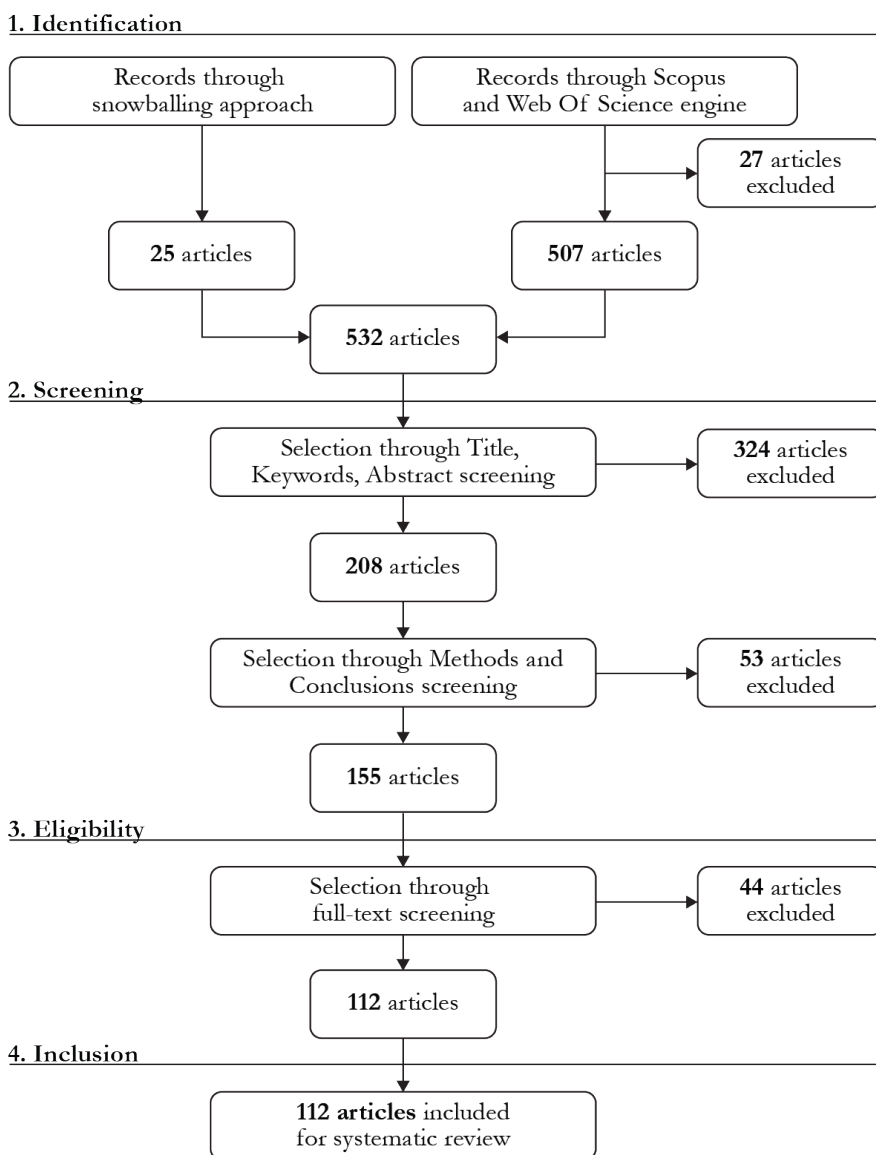 1. Identification
Records through
snowballing approach
Records through Scopus
and Web Of Science engine
27 articles
excluded
25 articles
507 articles
532 articles
2. Screening
Selection through Title,
Keywords, Abstract screening
324 articles
excluded
208 articles
Selection through Methods and
Conclusions screening
53 articles
excluded
155 articles
3. Eligibility
Selection through
full-text screening
44 articles
excluded
112 articles
4. Inclusion
112 articles included
for systematic review